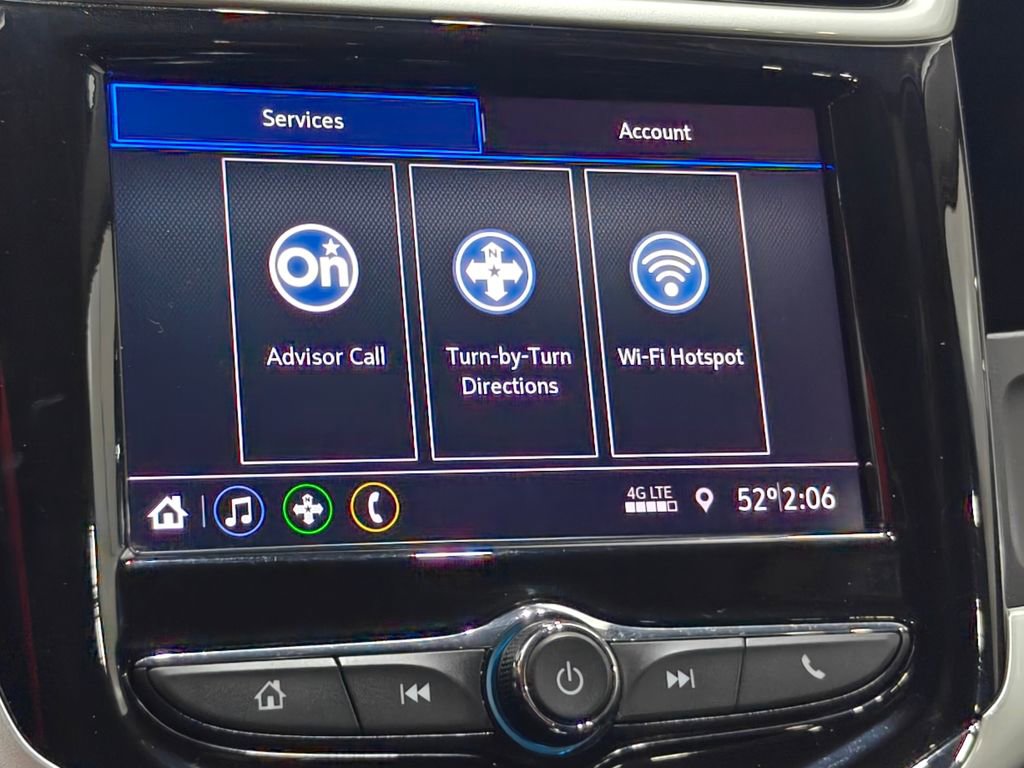 Services
Account
On
N
Advisor Call
Turn-by-Turn
Directions
Wi-Fi Hotspot
N
4G LTE
52° 2:06